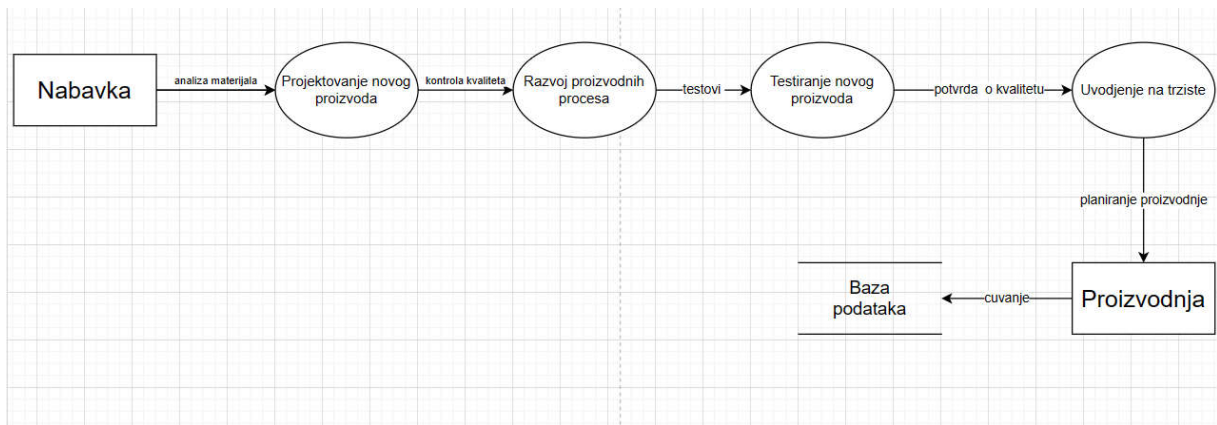 Nabavka
analiza materijala
Projektovanje novog
proizvoda
kontrola kvaliteta
Razvoj proizvodnih
procesa
testovi
Testiranje novog
proizvoda
potvrda o kvalitetu
Uvodjenje na trziste
planiranje proizvodnje
Proizvodnja
cuvanje
Baza
podataka